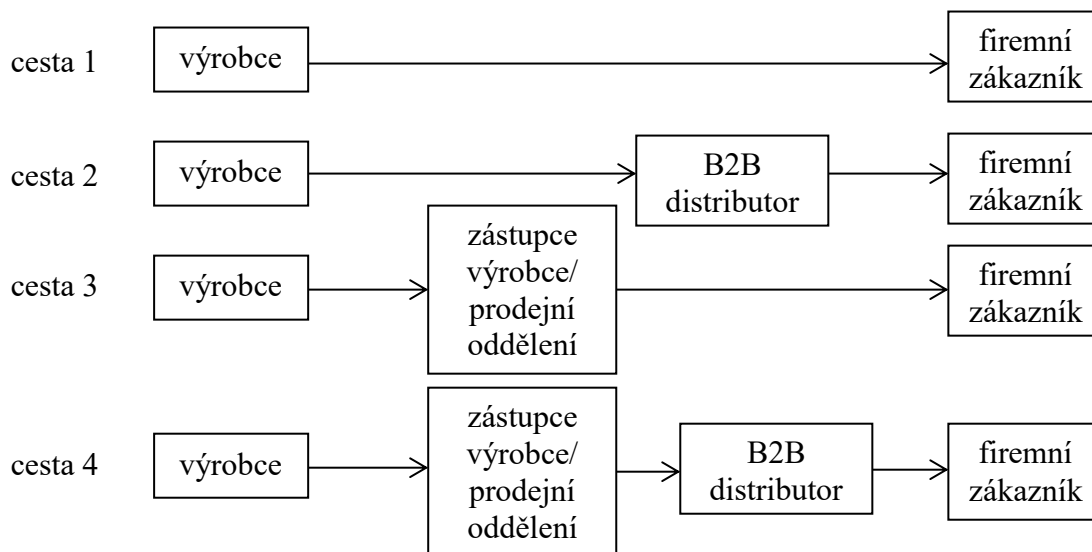 cesta 1
výrobce
firemní
zákazník
cesta 2
výrobce
B2B
distributor
firemní
zákazník
cesta 3
výrobce
zástupce
výrobce/
prodejní
oddělení
firemní
zákazník
cesta 4
výrobce
zástupce
výrobce/
prodejní
oddělení
B2B
distributor
firemní
zákazník